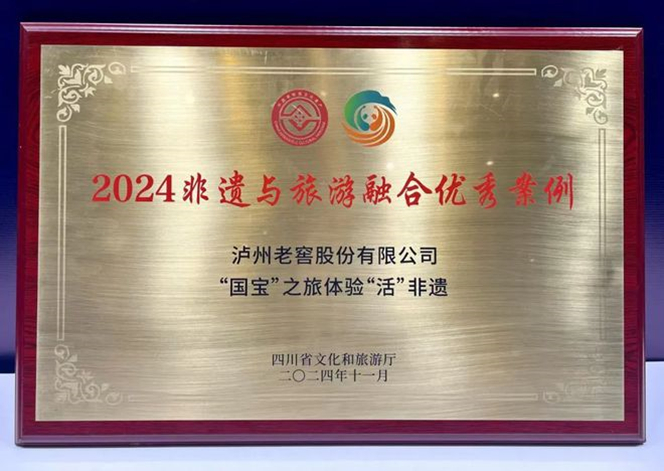 2024非遗与旅游融合优秀案例
泸州老窖股份有限公司
“国宝”之旅体验“活”非遗
四川省文化和旅游厅
二〇二四年十一月